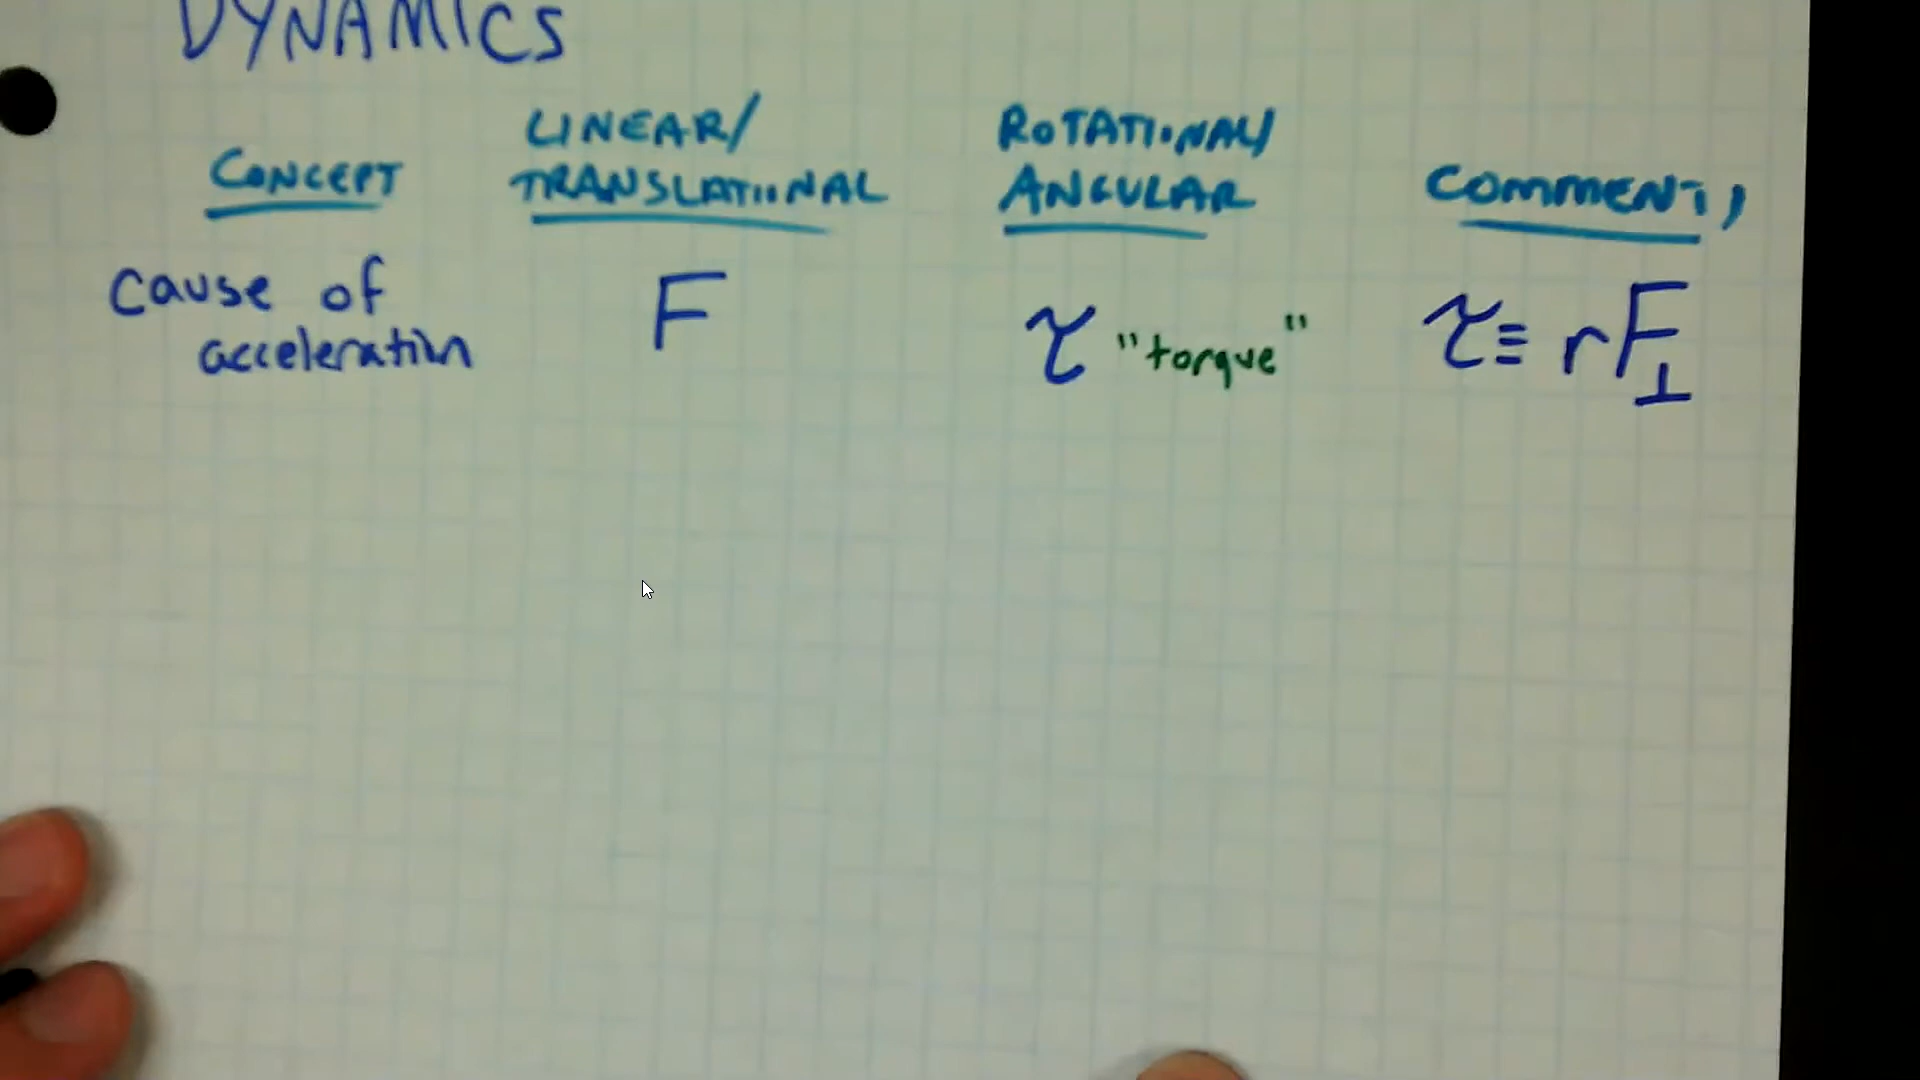 DYNAMICS
CONCEPT
LINEAR/
TRANSLATIONAL
ROTATIONAL/
ANGULAR
COMMENTS
cause of
acceleration
F
τ "torque"
τ ≡ rF⊥